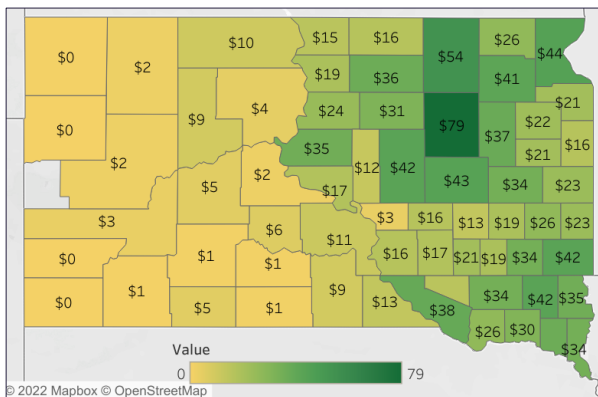 $0 $2 $10 $15 $16 $54 $26 $44
$19 $36 $41
$0 $9 $4 $24 $31 $79 $37 $22 $21
$35 $21 $16
$2 $5 $2 $17 $12 $42 $43 $34 $23
$3 $6 $11 $3 $16 $13 $19 $26 $23
$0 $1 $1 $16 $17 $21 $19 $34 $42
$0 $1 $5 $1 $9 $13 $38 $34 $42 $35
$26 $30 $34
Value
0 79
© 2022 Mapbox © OpenStreetMap